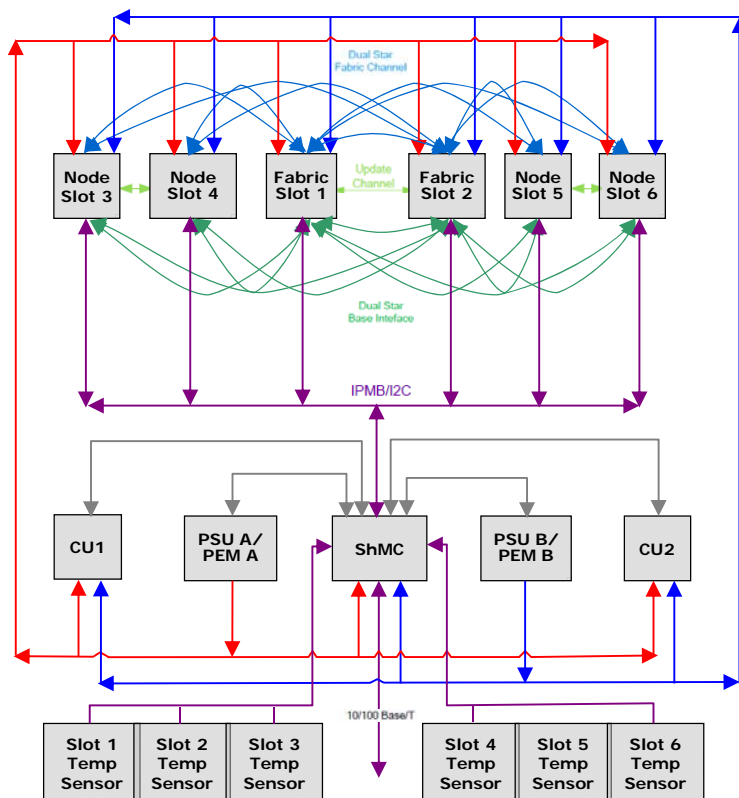 Dual Star
Fabric Channel
Node
Slot 3
Node
Slot 4
Fabric
Slot 1
Update
Channel
Fabric
Slot 2
Node
Slot 5
Node
Slot 6
Dual Star
Base Inteface
IPMB/I2C
CU1
PSU A/
PEM A
ShMC
PSU B/
PEM B
CU2
10/100 Base/T
Slot 1
Temp
Sensor
Slot 2
Temp
Sensor
Slot 3
Temp
Sensor
Slot 4
Temp
Sensor
Slot 5
Temp
Sensor
Slot 6
Temp
Sensor